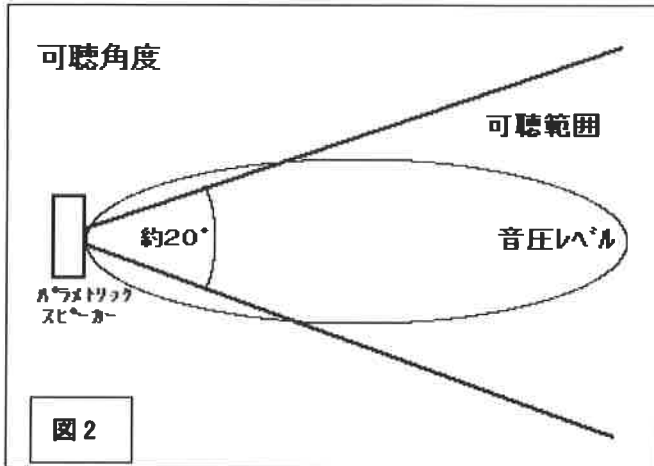 可聴角度
可聴範囲
約20°
音圧レベル
パラメトリック
スピーカー
図2